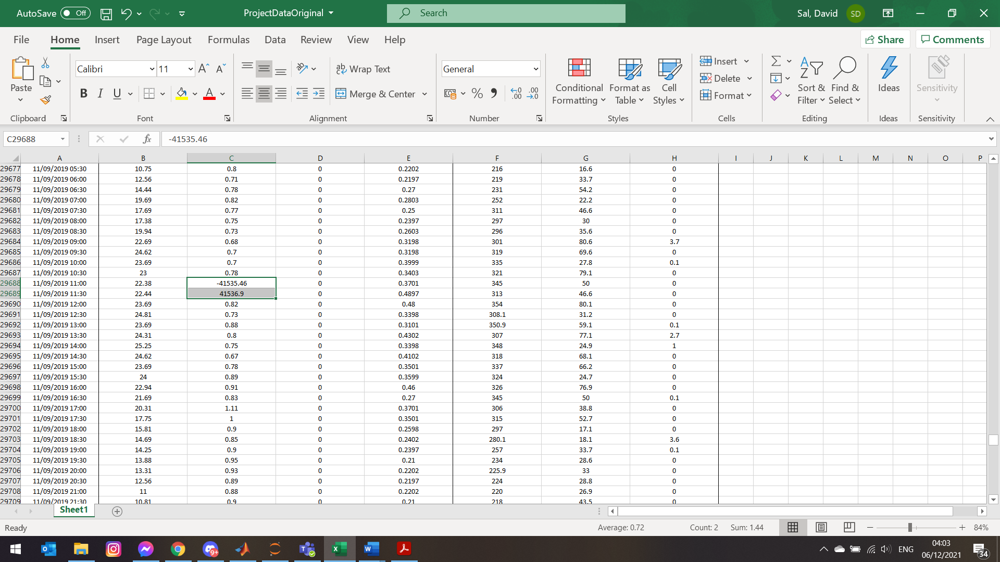 AutoSave Off ProjectDataOriginal Search Sal, David SD
File Home Insert Page Layout Formulas Data Review View Help Share Comments
Paste
Clipboard
Calibri 11
B I U A
Font
ab Wrap Text
Merge & Center
Alignment
General
Number
Conditional Formatting
Format as Table
Cell Styles
Styles
Insert
Delete
Format
Cells
Sort & Filter
Find & Select
Editing
Ideas
Ideas
Sensitivity
Sensitivity
C29688 fx -41535.46
A B C D E F G H I J K L M N O P
29677 11/09/2019 05:30 10.75 0.8 0 0.2202 216 16.6 0
29678 11/09/2019 06:00 12.56 0.71 0 0.2197 219 33.7 0
29679 11/09/2019 06:30 14.44 0.78 0 0.27 231 54.2 0
29680 11/09/2019 07:00 19.69 0.82 0 0.2803 252 22.2 0
29681 11/09/2019 07:30 17.69 0.77 0 0.25 311 46.6 0
29682 11/09/2019 08:00 17.38 0.75 0 0.2397 297 30 0
29683 11/09/2019 08:30 19.94 0.73 0 0.2603 296 35.6 0
29684 11/09/2019 09:00 22.69 0.68 0 0.3198 301 80.6 3.7
29685 11/09/2019 09:30 24.62 0.7 0 0.3198 319 69.6 0
29686 11/09/2019 10:00 23.69 0.7 0 0.3999 335 27.8 0.1
29687 11/09/2019 10:30 23 0.78 0 0.3403 321 79.1 0
29688 11/09/2019 11:00 22.38 -41535.46 0 0.3701 345 50 0
29689 11/09/2019 11:30 22.44 41536.9 0 0.4897 313 46.6 0
29690 11/09/2019 12:00 23.69 0.82 0 0.48 354 80.1 0
29691 11/09/2019 12:30 24.81 0.73 0 0.3398 308.1 31.2 0
29692 11/09/2019 13:00 23.69 0.88 0 0.3101 350.9 59.1 0.1
29693 11/09/2019 13:30 24.31 0.8 0 0.4302 307 77.1 2.7
29694 11/09/2019 14:00 25.25 0.75 0 0.3398 348 24.9 1
29695 11/09/2019 14:30 24.62 0.67 0 0.4102 318 68.1 0
29696 11/09/2019 15:00 23.69 0.78 0 0.3501 337 66.2 0
29697 11/09/2019 15:30 24 0.89 0 0.3599 324 24.7 0
29698 11/09/2019 16:00 22.94 0.91 0 0.46 326 76.9 0
29699 11/09/2019 16:30 21.69 0.83 0 0.27 345 50 0.1
29700 11/09/2019 17:00 20.31 1.11 0 0.3701 306 38.8 0
29701 11/09/2019 17:30 17.75 1 0 0.3501 315 52.7 0
29702 11/09/2019 18:00 15.81 0.9 0 0.2598 297 17.1 0
29703 11/09/2019 18:30 14.69 0.85 0 0.2402 280.1 18.1 3.6
29704 11/09/2019 19:00 14.25 0.9 0 0.2397 257 33.7 0.1
29705 11/09/2019 19:30 13.88 0.95 0 0.21 234 28.6 0
29706 11/09/2019 20:00 13.31 0.93 0 0.2202 225.9 33 0
29707 11/09/2019 20:30 12.56 0.89 0 0.2197 224 28.8 0
29708 11/09/2019 21:00 11 0.88 0 0.2202 220 26.9 0
29709 11/09/2019 21:30 10.81 0.9 0 0.21 218 43.5 0
Sheet1
Ready Average: 0.72 Count: 2 Sum: 1.44 84%
ENG 04:03
06/12/2021 34